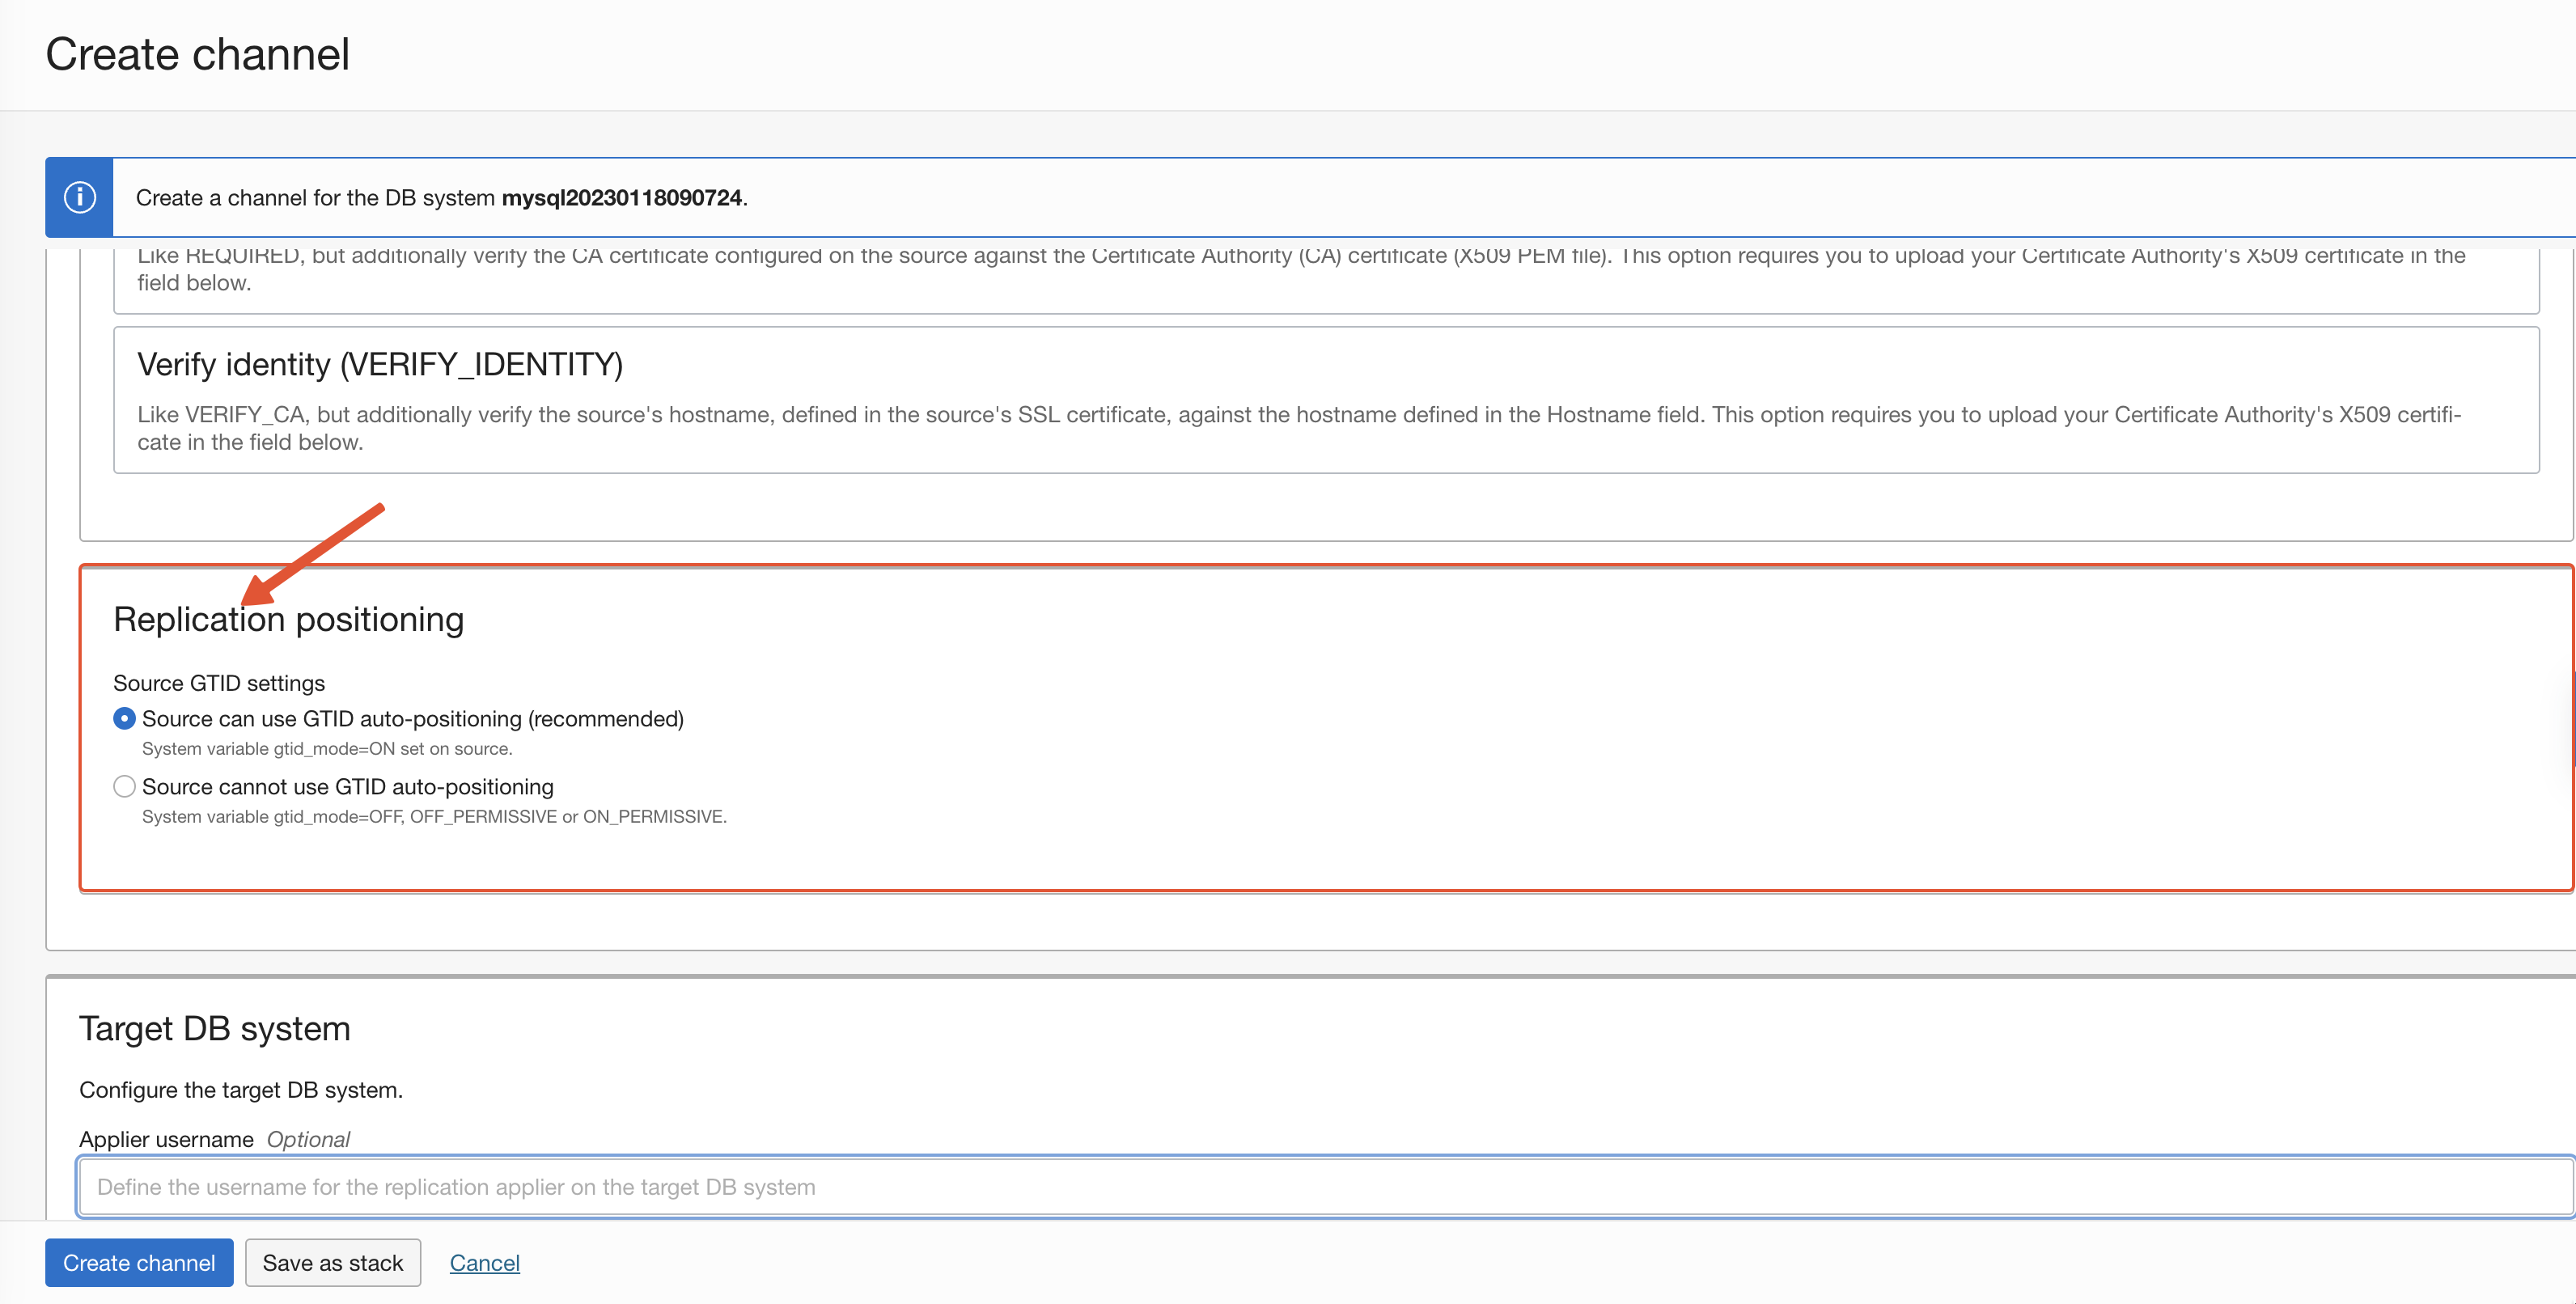 Create channel
Create a channel for the DB system mysql20230118090724.
Like REQUIRED, but additionally verify the CA certificate configured on the source against the Certificate Authority (CA) certificate (X509 PEM file). This option requires you to upload your Certificate Authority's X509 certificate in the
field below.
Verify identity (VERIFY_IDENTITY)
Like VERIFY_CA, but additionally verify the source's hostname, defined in the source's SSL certificate, against the hostname defined in the Hostname field. This option requires you to upload your Certificate Authority's X509 certifi-
cate in the field below.
Replication positioning
Source GTID settings
Source can use GTID auto-positioning (recommended)
System variable gtid_mode=ON set on source.
Source cannot use GTID auto-positioning
System variable gtid_mode=OFF, OFF_PERMISSIVE or ON_PERMISSIVE.
Target DB system
Configure the target DB system.
Applier username Optional
Define the username for the replication applier on the target DB system
Create channel Save as stack Cancel